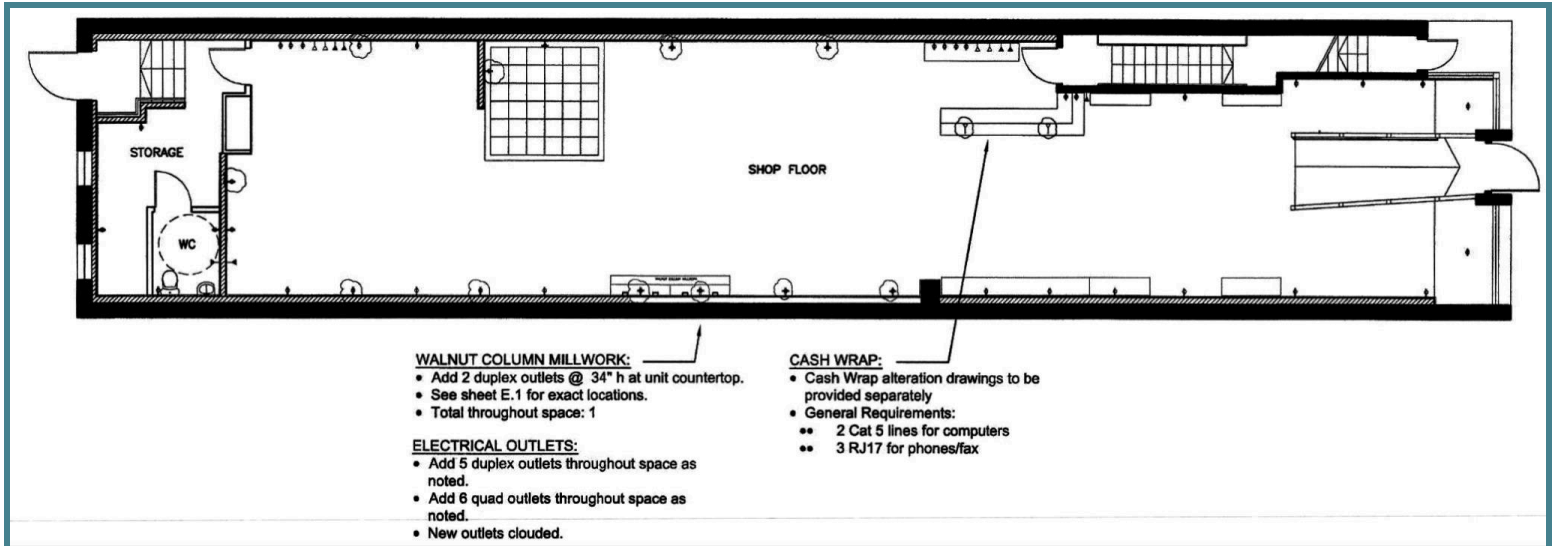 STORAGE
SHOP FLOOR
WC
WALNUT COLUMN MILLWORK:
• Add 2 duplex outlets @ 34" h at unit countertop.
• See sheet E.1 for exact locations.
• Total throughout space: 1
ELECTRICAL OUTLETS:
• Add 5 duplex outlets throughout space as
noted.
• Add 6 quad outlets throughout space as
noted.
• New outlets clouded.
CASH WRAP:
• Cash Wrap alteration drawings to be
provided separately
• General Requirements:
•• 2 Cat 5 lines for computers
•• 3 RJ17 for phones/fax